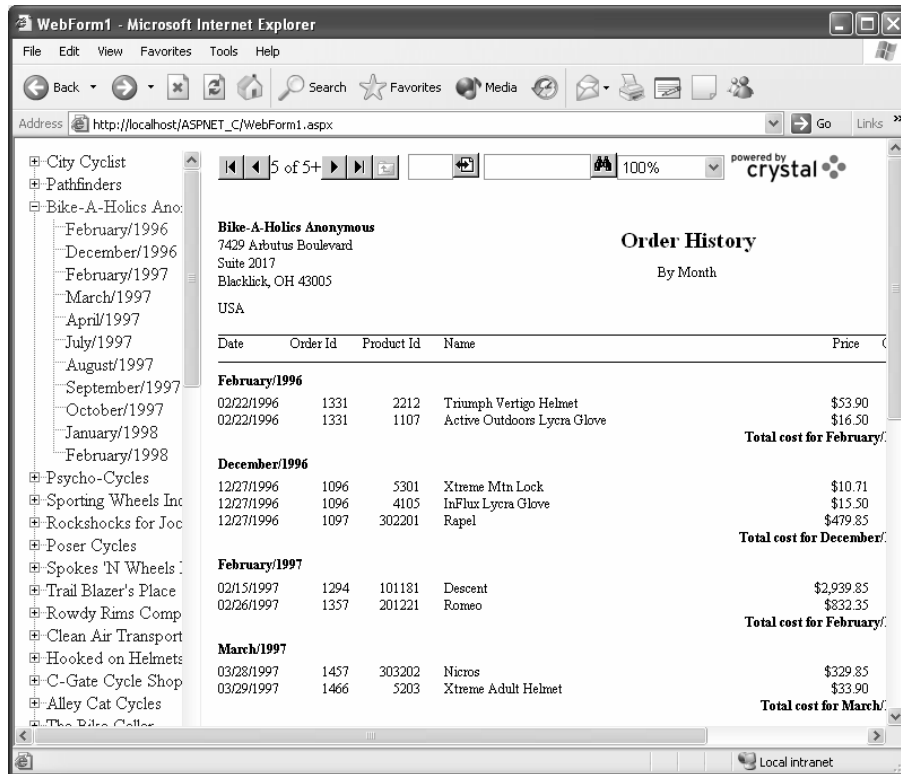 WebForm1 - Microsoft Internet Explorer
File Edit View Favorites Tools Help
Back Search Favorites Media
Address http://localhost/ASPNET_C/WebForm1.aspx Go Links »
City Cyclist
Pathfinders
Bike-A-Holics Ano
February/1996
December/1996
February/1997
March/1997
April/1997
July/1997
August/1997
September/1997
October/1997
January/1998
February/1998
Psycho-Cycles
Sporting Wheels Inc
Rockshocks for Joc
Poser Cycles
Spokes 'N Wheels
Trail Blazer's Place
Rowdy Rims Comp
Clean Air Transport
Hooked on Helmets
C-Gate Cycle Shop
Alley Cat Cycles
The Bike Cellar
5 of 5+ 100% powered by crystal
Bike-A-Holics Anonymous
7429 Arbutus Boulevard
Suite 2017
Blacklick, OH 43005
USA
Order History
By Month
Date Order Id Product Id Name Price
February/1996
02/22/1996 1331 2212 Triumph Vertigo Helmet $53.90
02/22/1996 1331 1107 Active Outdoors Lycra Glove $16.50
Total cost for February/
December/1996
12/27/1996 1096 5301 Xtreme Mtn Lock $10.71
12/27/1996 1096 4105 InFlux Lycra Glove $15.50
12/27/1996 1097 302201 Rapel $479.85
Total cost for December/
February/1997
02/15/1997 1294 101181 Descent $2,939.85
02/26/1997 1357 201221 Romeo $832.35
Total cost for February/
March/1997
03/28/1997 1457 303202 Nicros $329.85
03/29/1997 1466 5203 Xtreme Adult Helmet $33.90
Total cost for March/
Local intranet